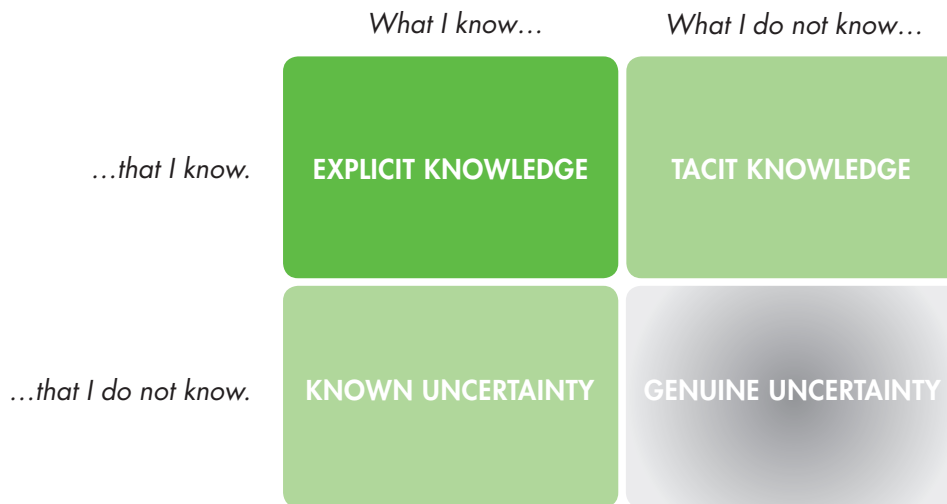 What I know…
What I do not know…
…that I know.
EXPLICIT KNOWLEDGE
TACIT KNOWLEDGE
…that I do not know.
KNOWN UNCERTAINTY
GENUINE UNCERTAINTY